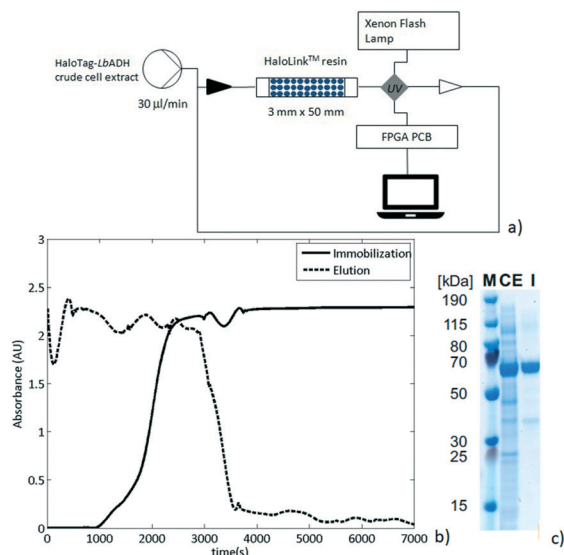 Xenon Flash
Lamp
HaloTag-LbADH
crude cell extract
HaloLink™ resin
UV
30 µl/min
3 mm x 50 mm
FPGA PCB
a)
3
2.5
2
1.5
1
0.5
0
Absorbance (AU)
Immobilization
Elution
0 1000 2000 3000 4000 5000 6000 7000
time(s)
b)
[kDa] M CE I
190
115
80
70
50
30
25
15
c)